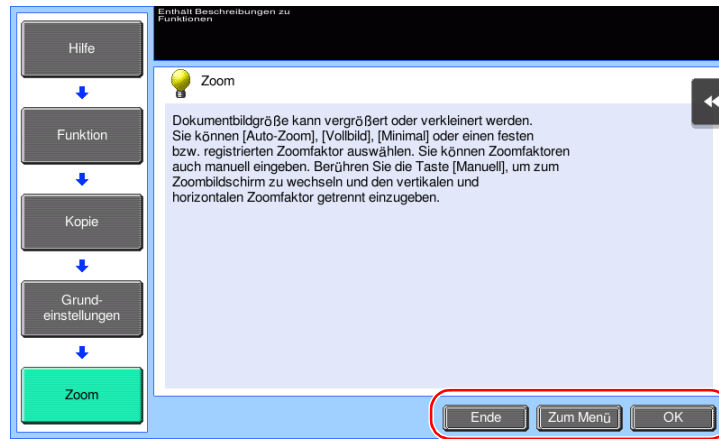 Enthält Beschreibungen zu
Funktionen
Hilfe
Funktion
Kopie
Grund-
einstellungen
Zoom
Zoom
Dokumentbildgröße kann vergrößert oder verkleinert werden.
Sie können [Auto-Zoom], [Vollbild], [Minimal] oder einen festen
bzw. registrierten Zoomfaktor auswählen. Sie können Zoomfaktoren
auch manuell eingeben. Berühren Sie die Taste [Manuell], um zum
Zoombildschirm zu wechseln und den vertikalen und
horizontalen Zoomfaktor getrennt einzugeben.
Ende
Zum Menü
OK